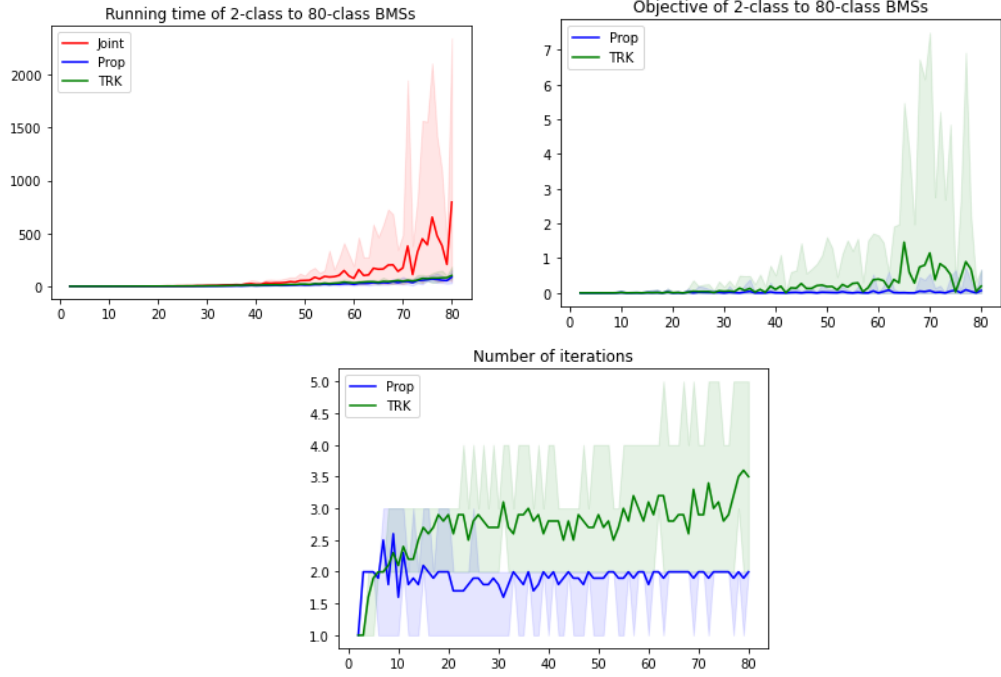 Running time of 2-class to 80-class BMSs
Joint
Prop
TRK
2000
1500
1000
500
0
0 10 20 30 40 50 60 70 80
Objective of 2-class to 80-class BMSs
Prop
TRK
7
6
5
4
3
2
1
0
0 10 20 30 40 50 60 70 80
Number of iterations
Prop
TRK
5.0
4.5
4.0
3.5
3.0
2.5
2.0
1.5
1.0
0 10 20 30 40 50 60 70 80